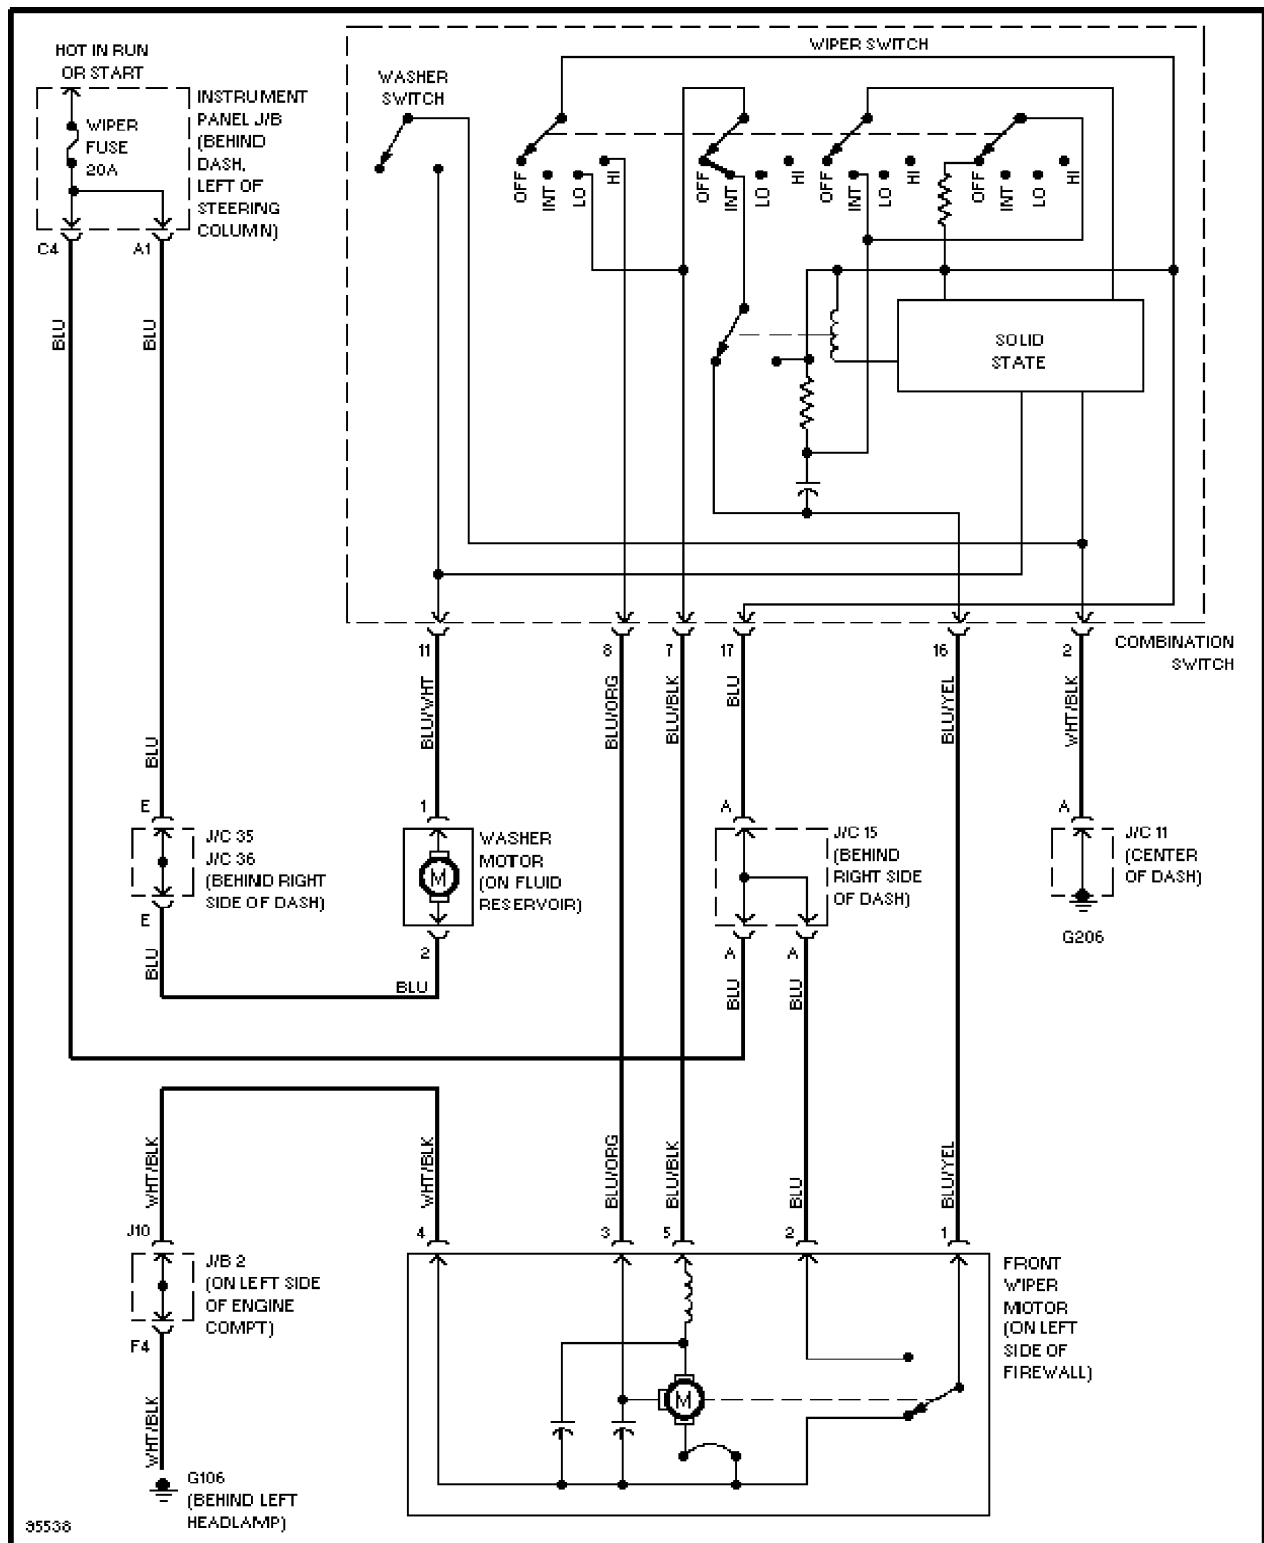 HOT IN RUN
OR START
WIPER
FUSE
20A
INSTRUMENT
PANEL J/B
(BEHIND
DASH,
LEFT OF
STEERING
COLUMN)
C4
A1
BLU
BLU
WIPER SWITCH
WASHER
SWITCH
OFF
INT
LO
HI
OFF
INT
LO
HI
OFF
INT
LO
HI
OFF
INT
LO
HI
SOLID
STATE
COMBINATION
SWITCH
11
8
7
17
16
2
BLU/WHT
BLU/ORG
BLU/BLK
BLU
BLU/YEL
WHT/BLK
BLU
E
J/C 35
J/C 36
(BEHIND RIGHT
SIDE OF DASH)
E
BLU
BLU
1
M
WASHER
MOTOR
(ON FLUID
RESERVOIR)
2
A
J/C 15
(BEHIND
RIGHT SIDE
OF DASH)
A
A
BLU
BLU
A
J/C 11
(CENTER
OF DASH)
G206
WHT/BLK
WHT/BLK
BLU/ORG
BLU/BLK
BLU
BLU/YEL
J10
4
3
5
2
1
J/B 2
(ON LEFT SIDE
OF ENGINE
COMPT)
F4
WHT/BLK
G106
(BEHIND LEFT
HEADLAMP)
M
FRONT
WIPER
MOTOR
(ON LEFT
SIDE OF
FIREWALL)
95538